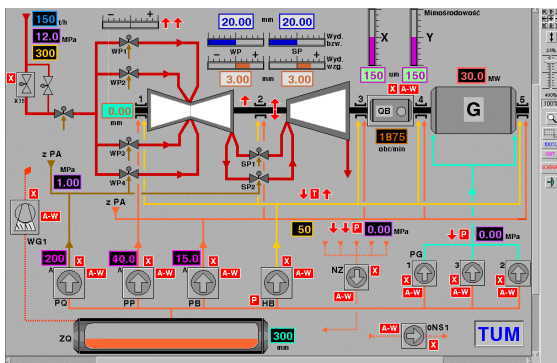 150 t/h
12.0 MPa
300
- +
20.00 mm 20.00
WP SP Wyd. bzw.
- + - + Wyd. wzg.
3.00 mm 3.00
Mimośrodowość
X Y
150 um 150
X A-W
30.0 MW
X
X15
WP1
WP2
WP3
WP4
0.00
mm
1 2 3 4 5
QB
G
1875
obr/min
SP1
SP2
z PA
1.00 MPa
z PA
T
50
P 0.00 MPa
P 0.00 MPa
X
A-W
WG1
200 40.0 15.0
A A A
X X X X
A-W A-W A-W A-W
P
PQ PP PB HB
NZ X
A-W
PG
1 3 2
X X X
A-W A-W A-W
ZQ
300
mm
A-W 0NS1
X
TUM